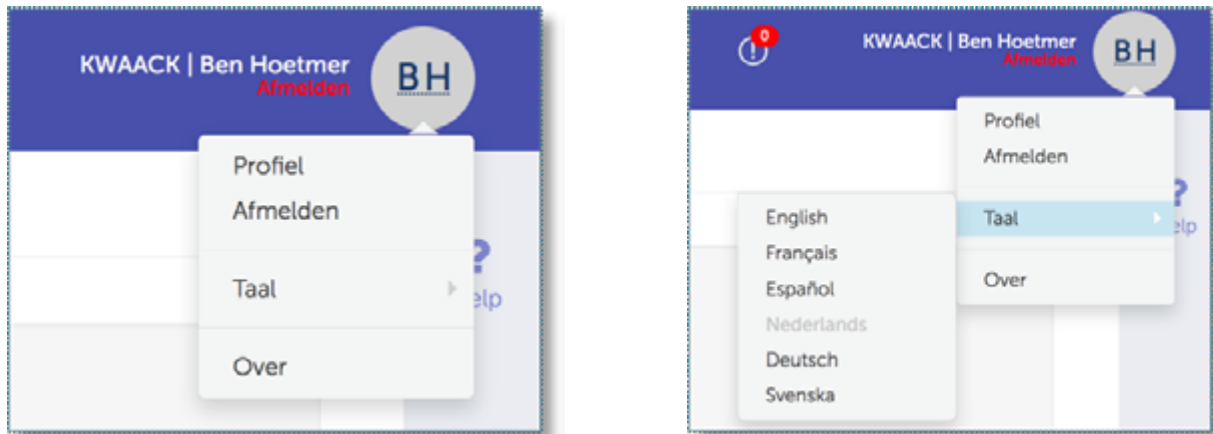 KWAACK | Ben Hoetmer
Afmelden
BH
Profiel
Afmelden
Taal
Over
?
elp
0
KWAACK | Ben Hoetmer
Afmelden
BH
Profiel
Afmelden
Taal
Over
?
elp
English
Français
Español
Nederlands
Deutsch
Svenska